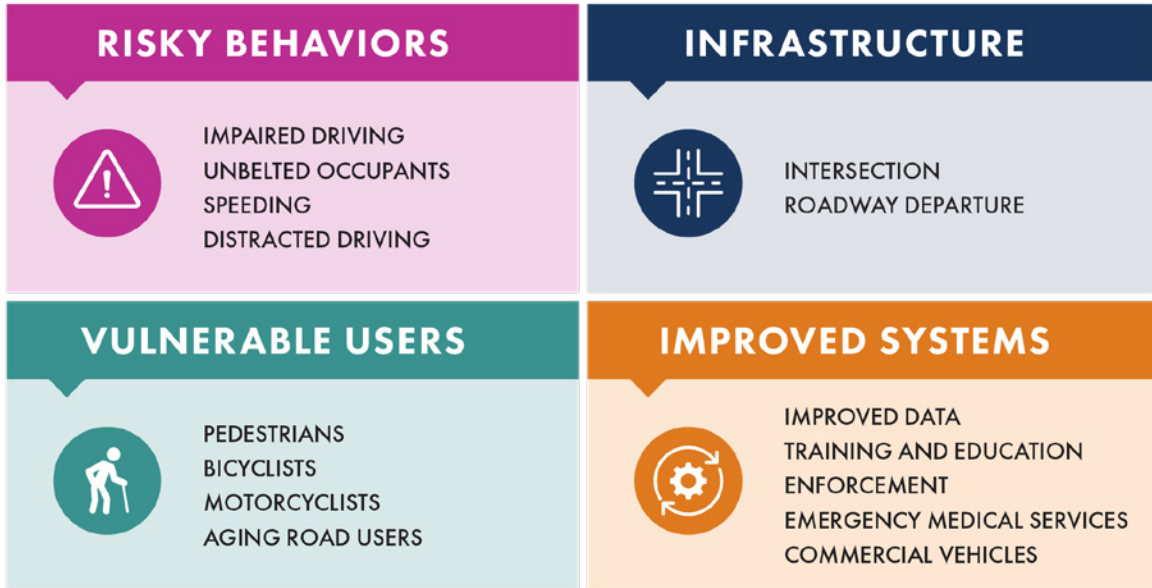 RISKY BEHAVIORS
IMPAIRED DRIVING
UNBELTED OCCUPANTS
SPEEDING
DISTRACTED DRIVING
INFRASTRUCTURE
INTERSECTION
ROADWAY DEPARTURE
VULNERABLE USERS
PEDESTRIANS
BICYCLISTS
MOTORCYCLISTS
AGING ROAD USERS
IMPROVED SYSTEMS
IMPROVED DATA
TRAINING AND EDUCATION
ENFORCEMENT
EMERGENCY MEDICAL SERVICES
COMMERCIAL VEHICLES